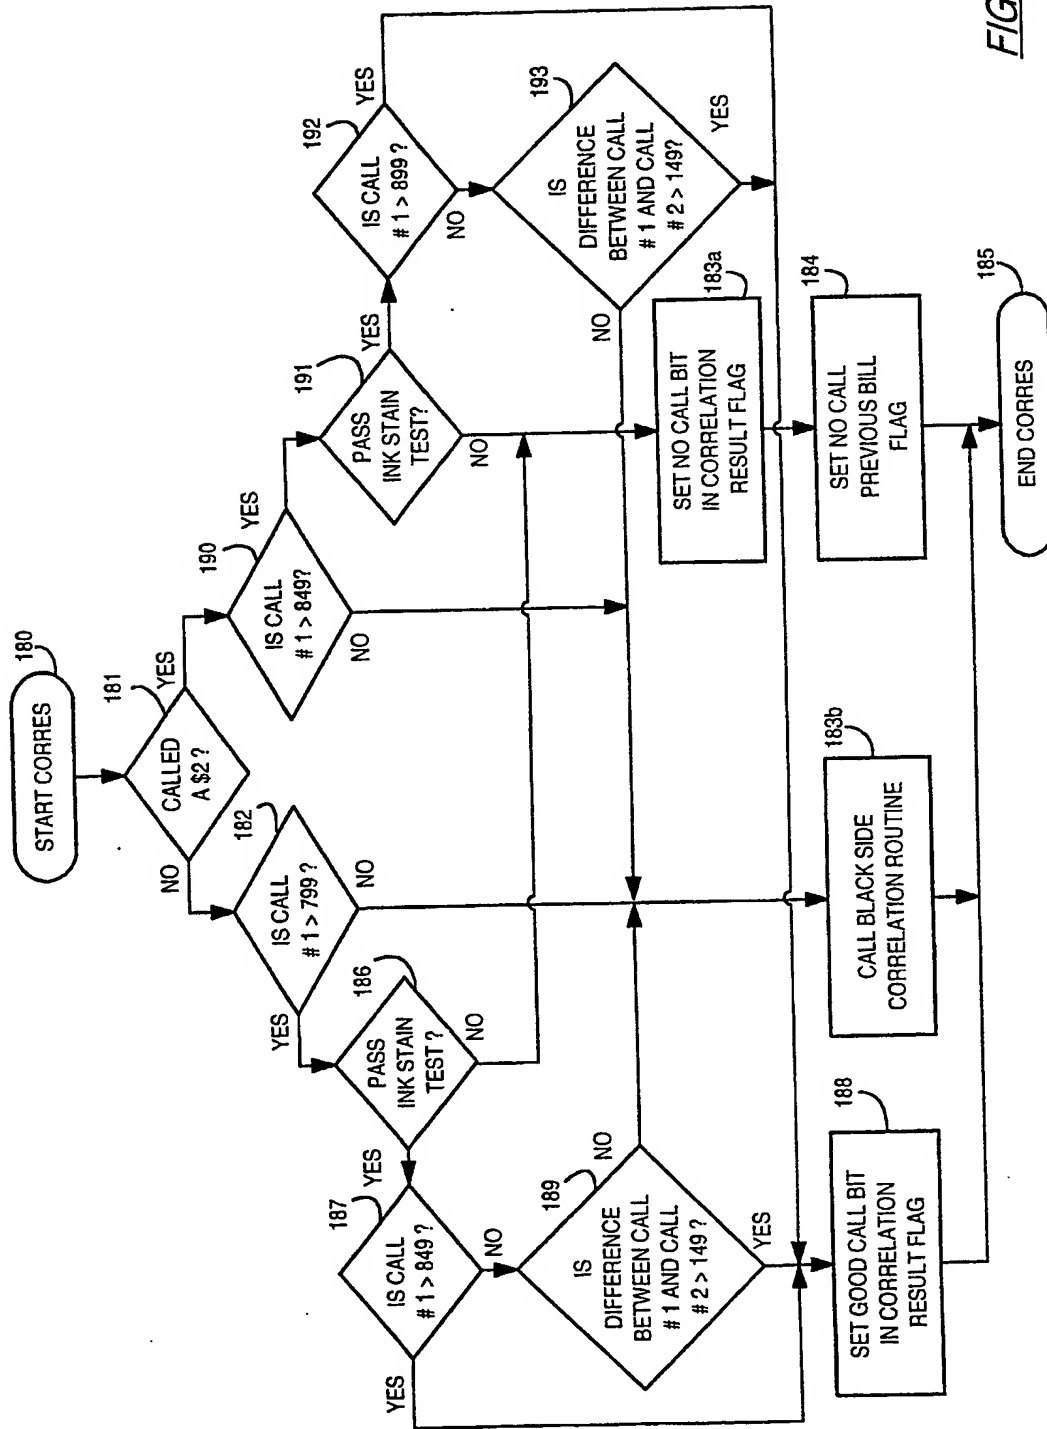 START CORRES
180
CALLED
A $2 ?
181
YES
NO
IS CALL
# 1 > 799 ?
182
YES
NO
IS CALL
# 1 > 849?
190
YES
NO
PASS
INK STAIN
TEST ?
186
YES
NO
PASS
INK STAIN
TEST?
191
YES
NO
IS CALL
# 1 > 849 ?
187
YES
NO
IS CALL
# 1 > 899 ?
192
YES
NO
IS
DIFFERENCE
BETWEEN CALL
# 1 AND CALL
# 2 > 149 ?
189
NO
YES
IS
DIFFERENCE
BETWEEN CALL
# 1 AND CALL
# 2 > 149?
193
NO
YES
SET NO CALL BIT
IN CORRELATION
RESULT FLAG
183a
SET GOOD CALL BIT
IN CORRELATION
RESULT FLAG
188
CALL BLACK SIDE
CORRELATION ROUTINE
183b
SET NO CALL
PREVIOUS BILL
FLAG
184
END CORRES
185
FIG